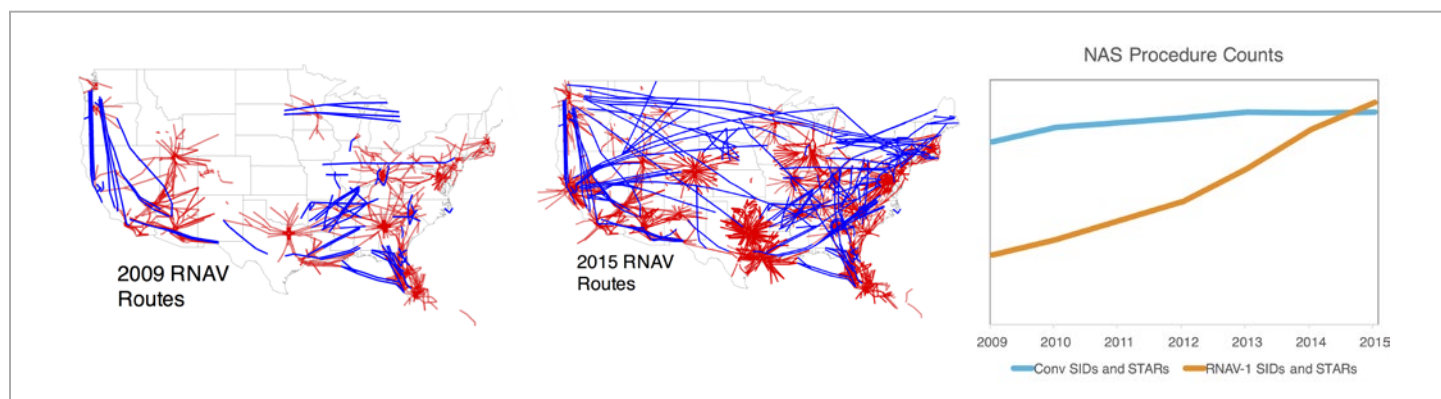 2009 RNAV
Routes
2015 RNAV
Routes
NAS Procedure Counts
2009 2010 2011 2012 2013 2014 2015
Conv SIDs and STARs RNAV-1 SIDs and STARs